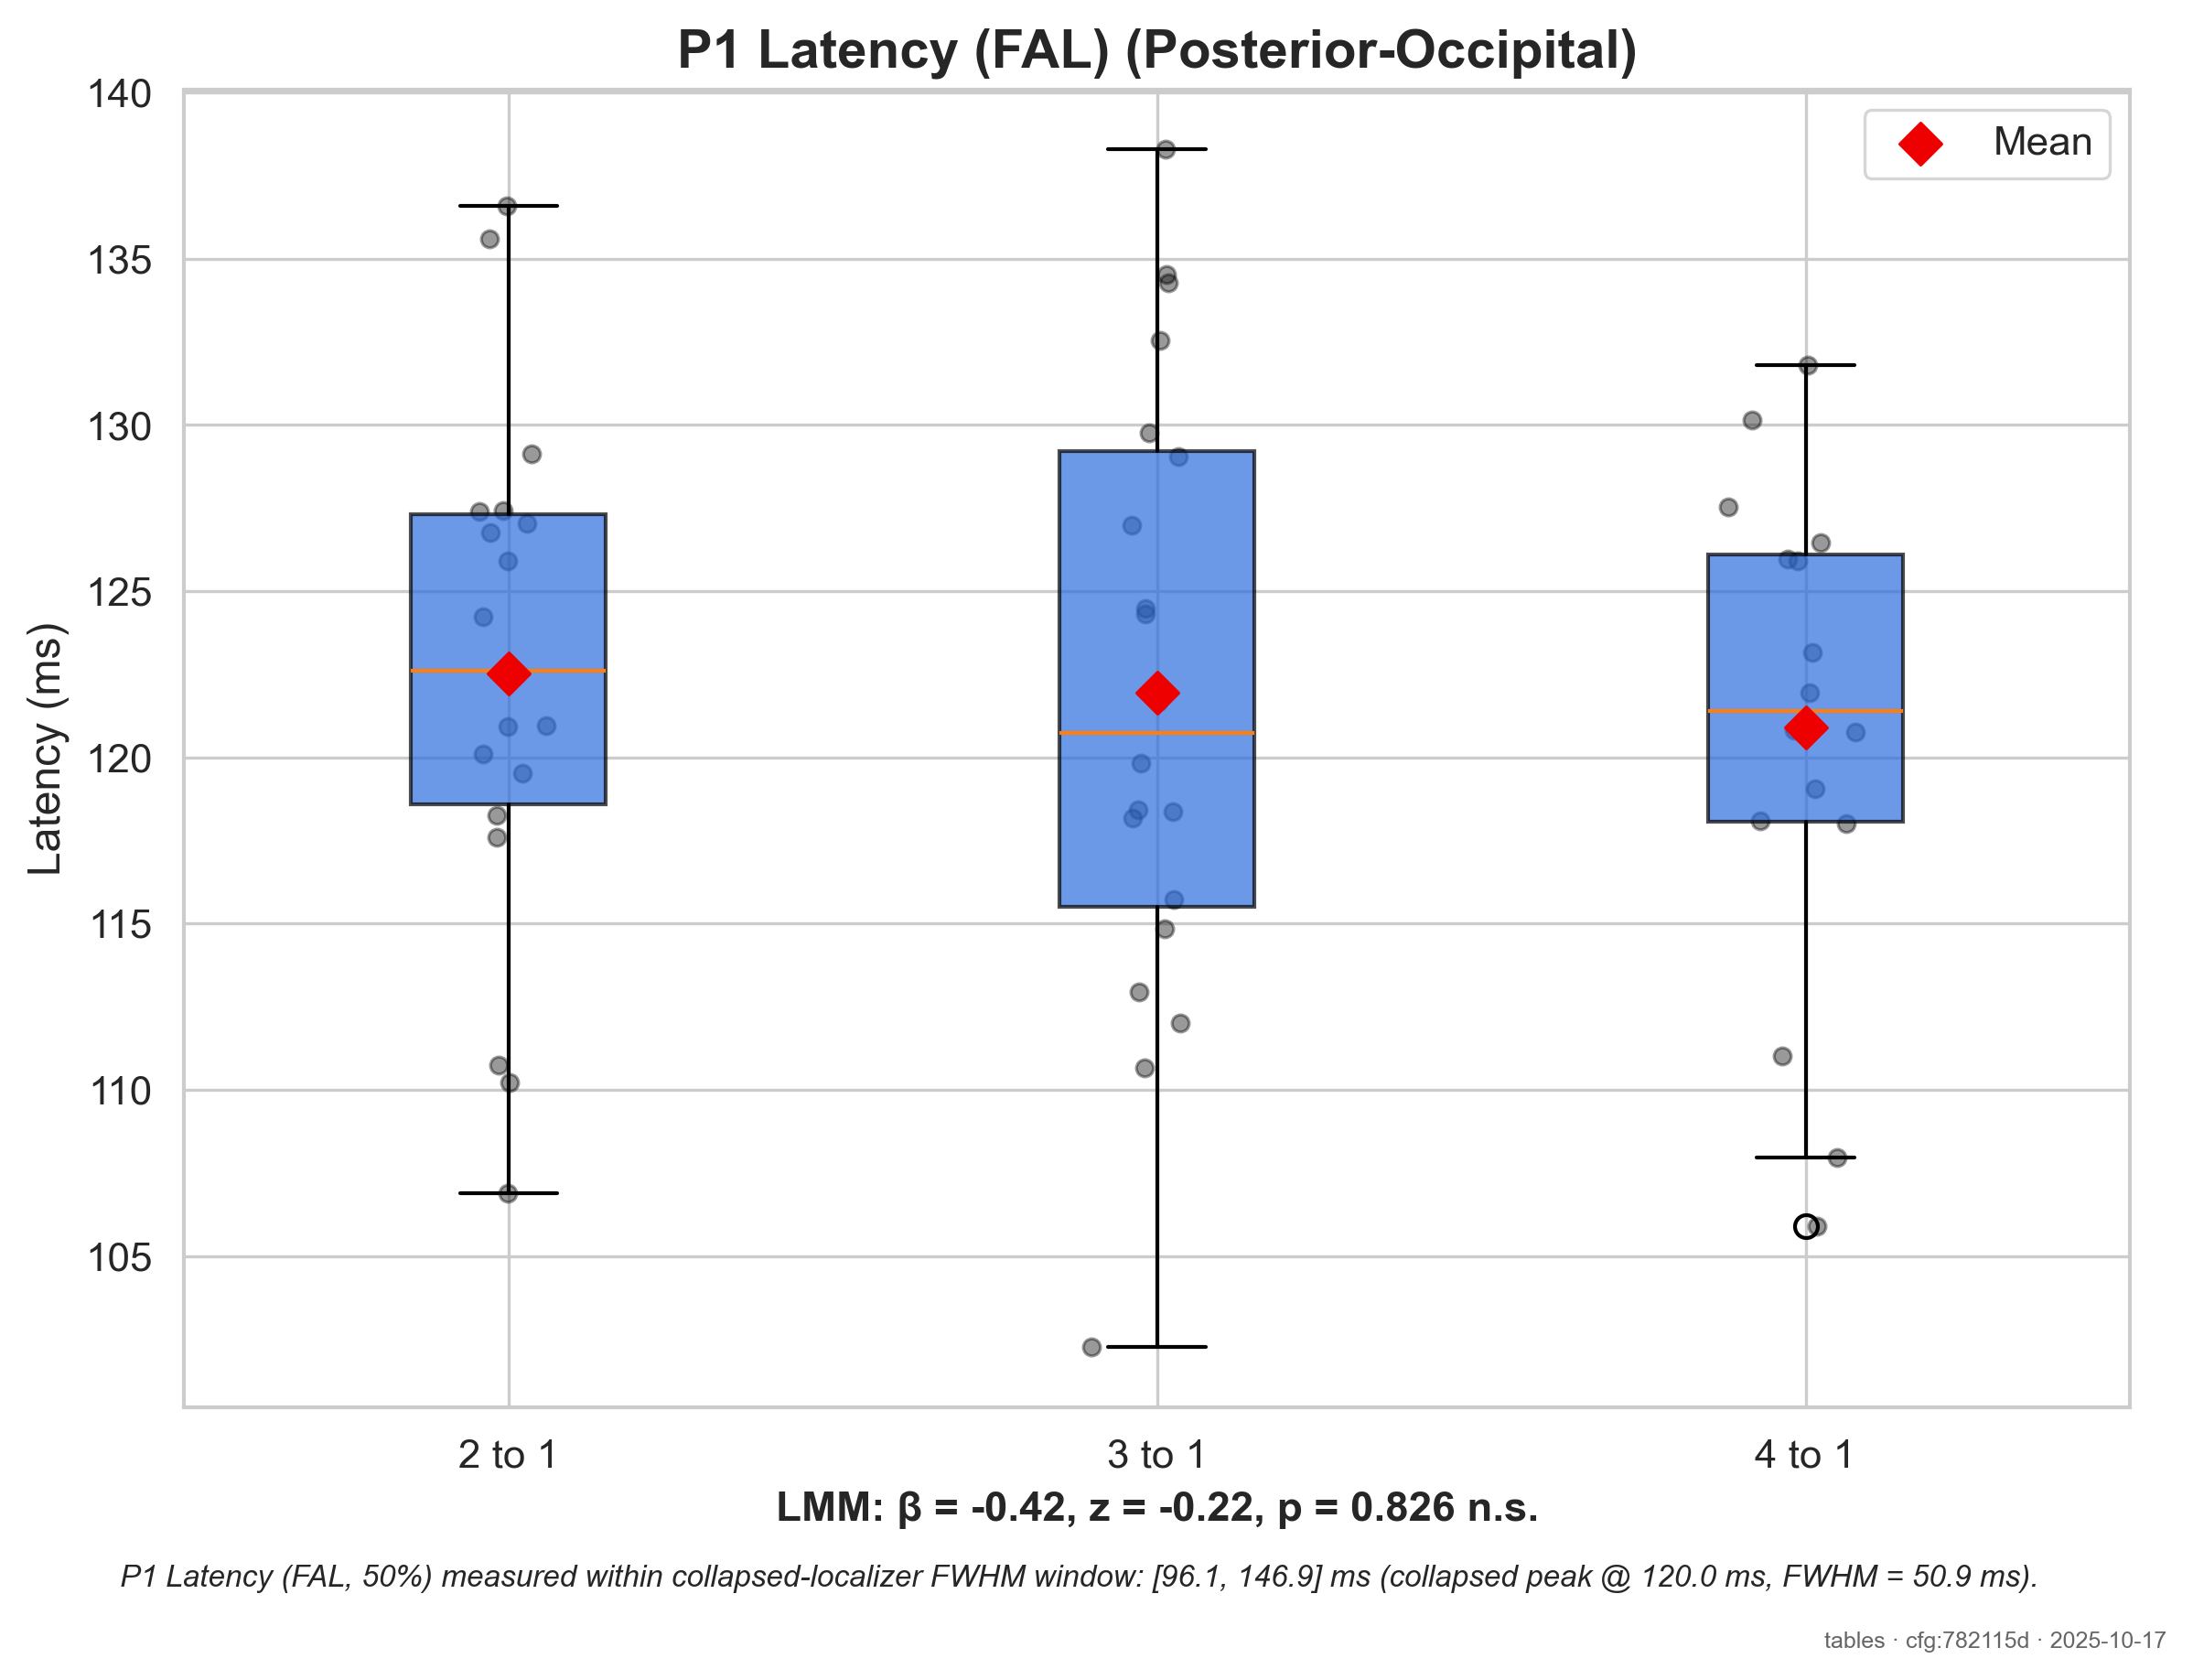 P1 Latency (FAL) (Posterior-Occipital)
Mean
Latency (ms)
140
135
130
125
120
115
110
105
2 to 1
3 to 1
4 to 1
LMM: β = -0.42, z = -0.22, p = 0.826 n.s.
P1 Latency (FAL, 50%) measured within collapsed-localizer FWHM window: [96.1, 146.9] ms (collapsed peak @ 120.0 ms, FWHM = 50.9 ms).
tables · cfg:782115d · 2025-10-17